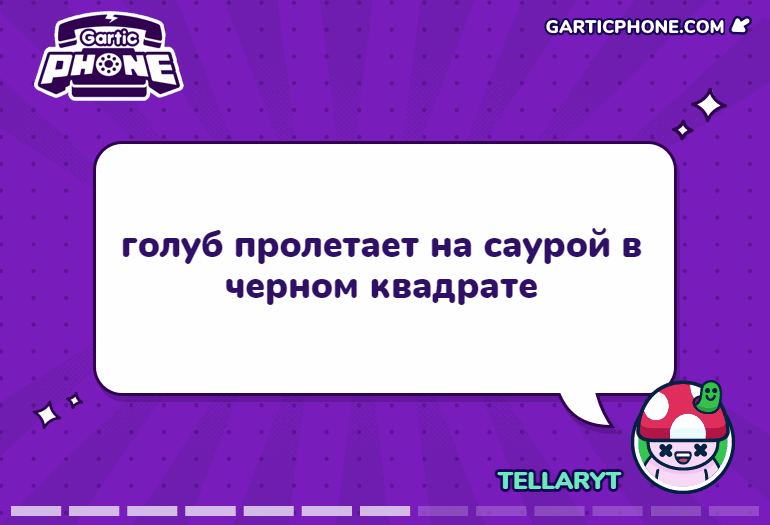 Gartic
PHONE
GARTICPHONE.COM
голуб пролетает на саурой в
черном квадрате
TELLARYT